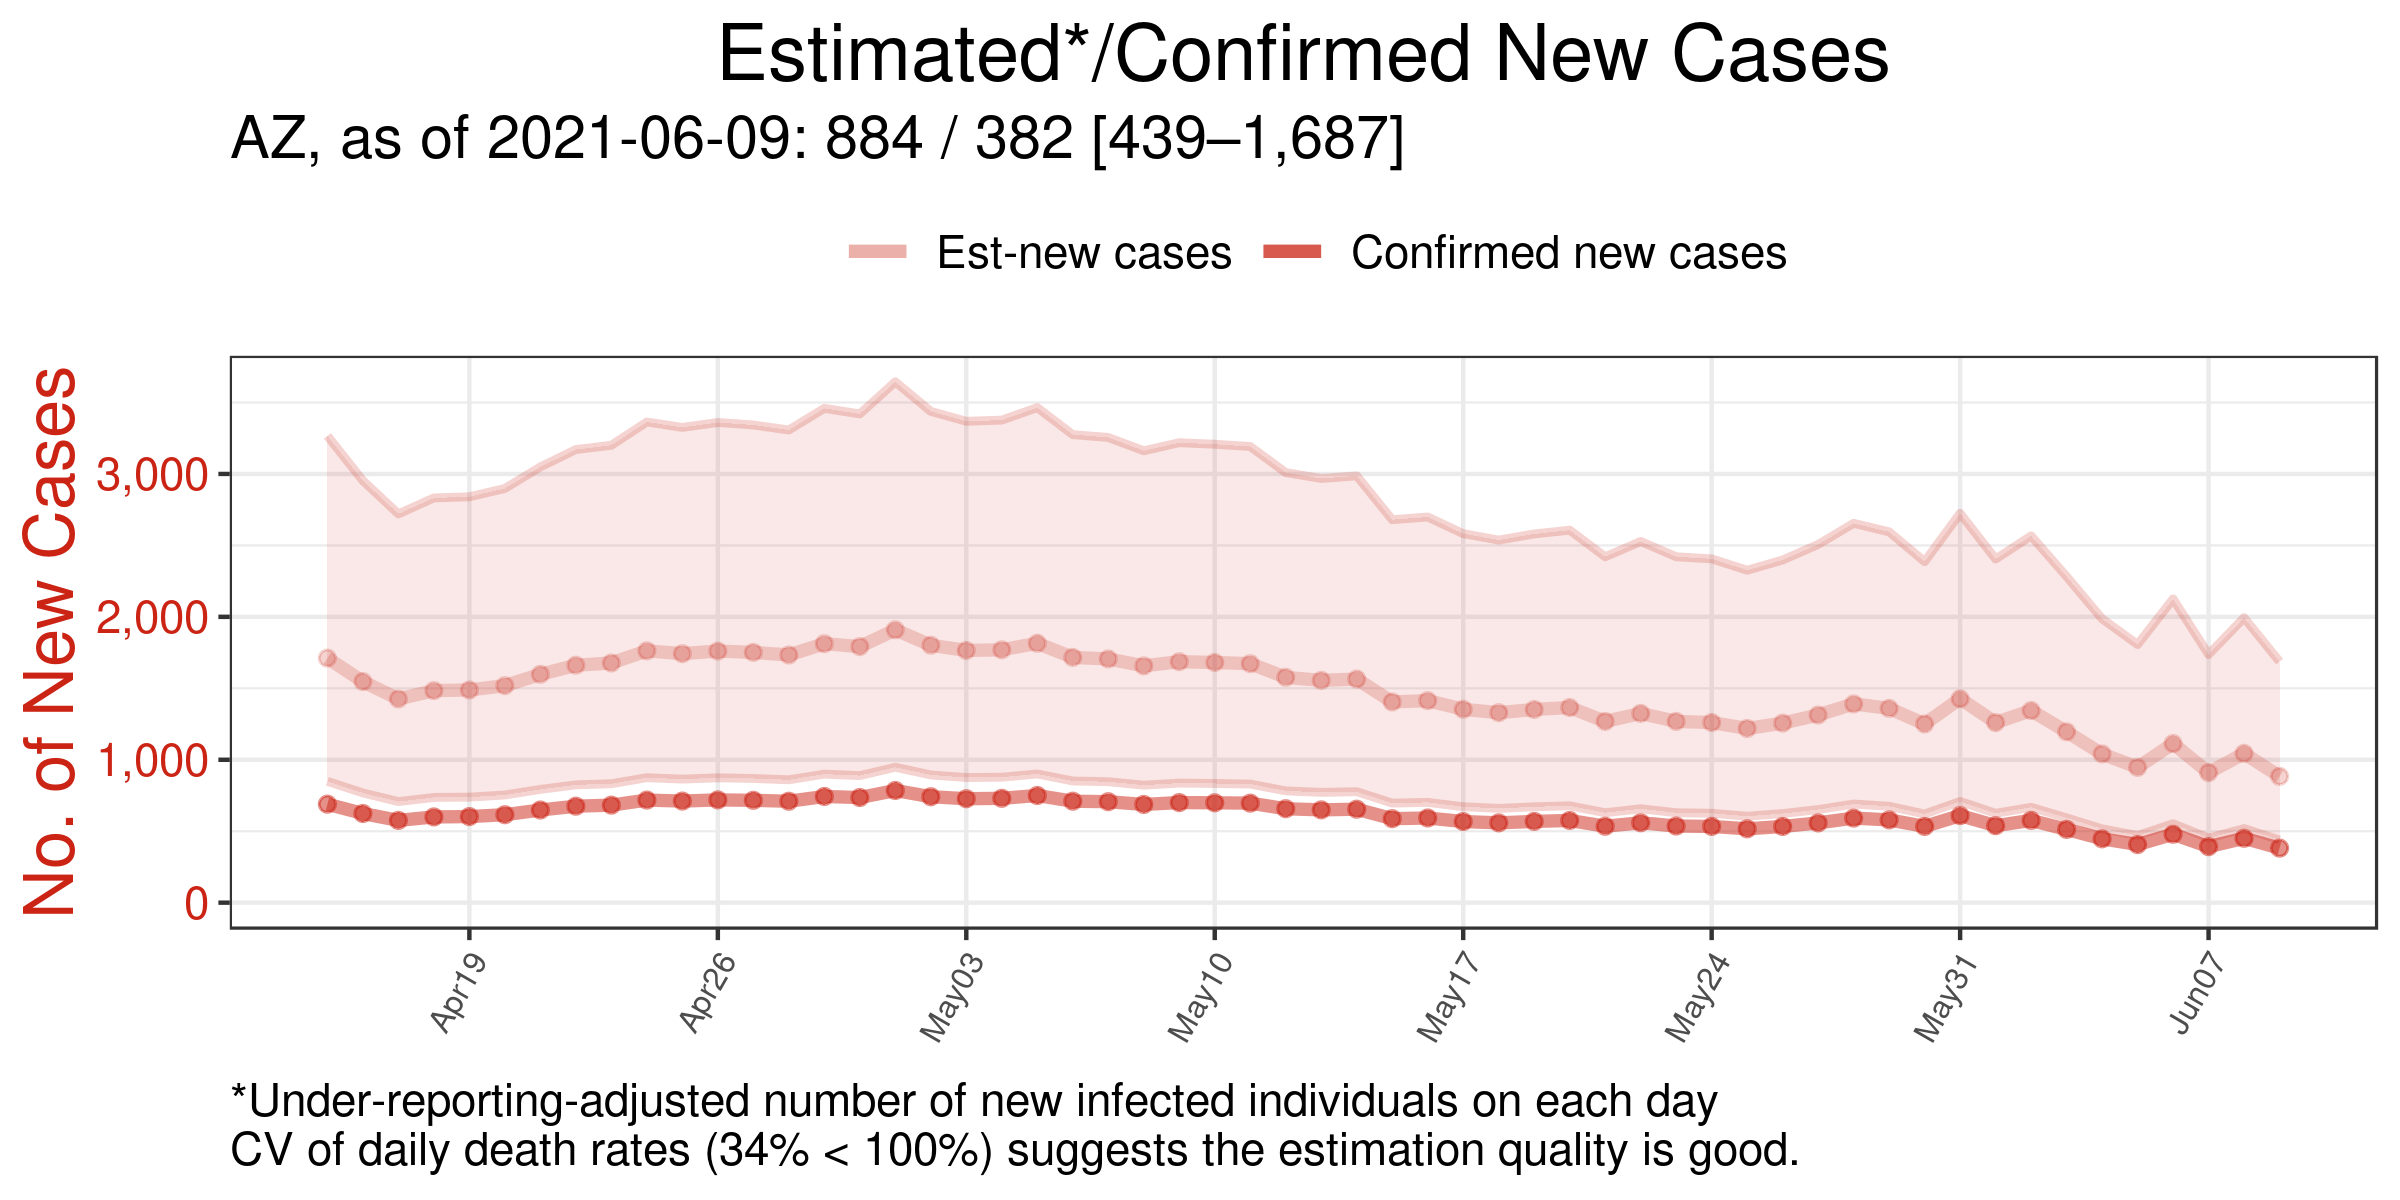 Estimated*/Confirmed New Cases
AZ, as of 2021-06-09: 884 / 382 [439–1,687]
Est-new cases Confirmed new cases
No. of New Cases
3,000
2,000
1,000
0
Apr19 Apr26 May03 May10 May17 May24 May31 Jun07
*Under-reporting-adjusted number of new infected individuals on each day
CV of daily death rates (34% < 100%) suggests the estimation quality is good.